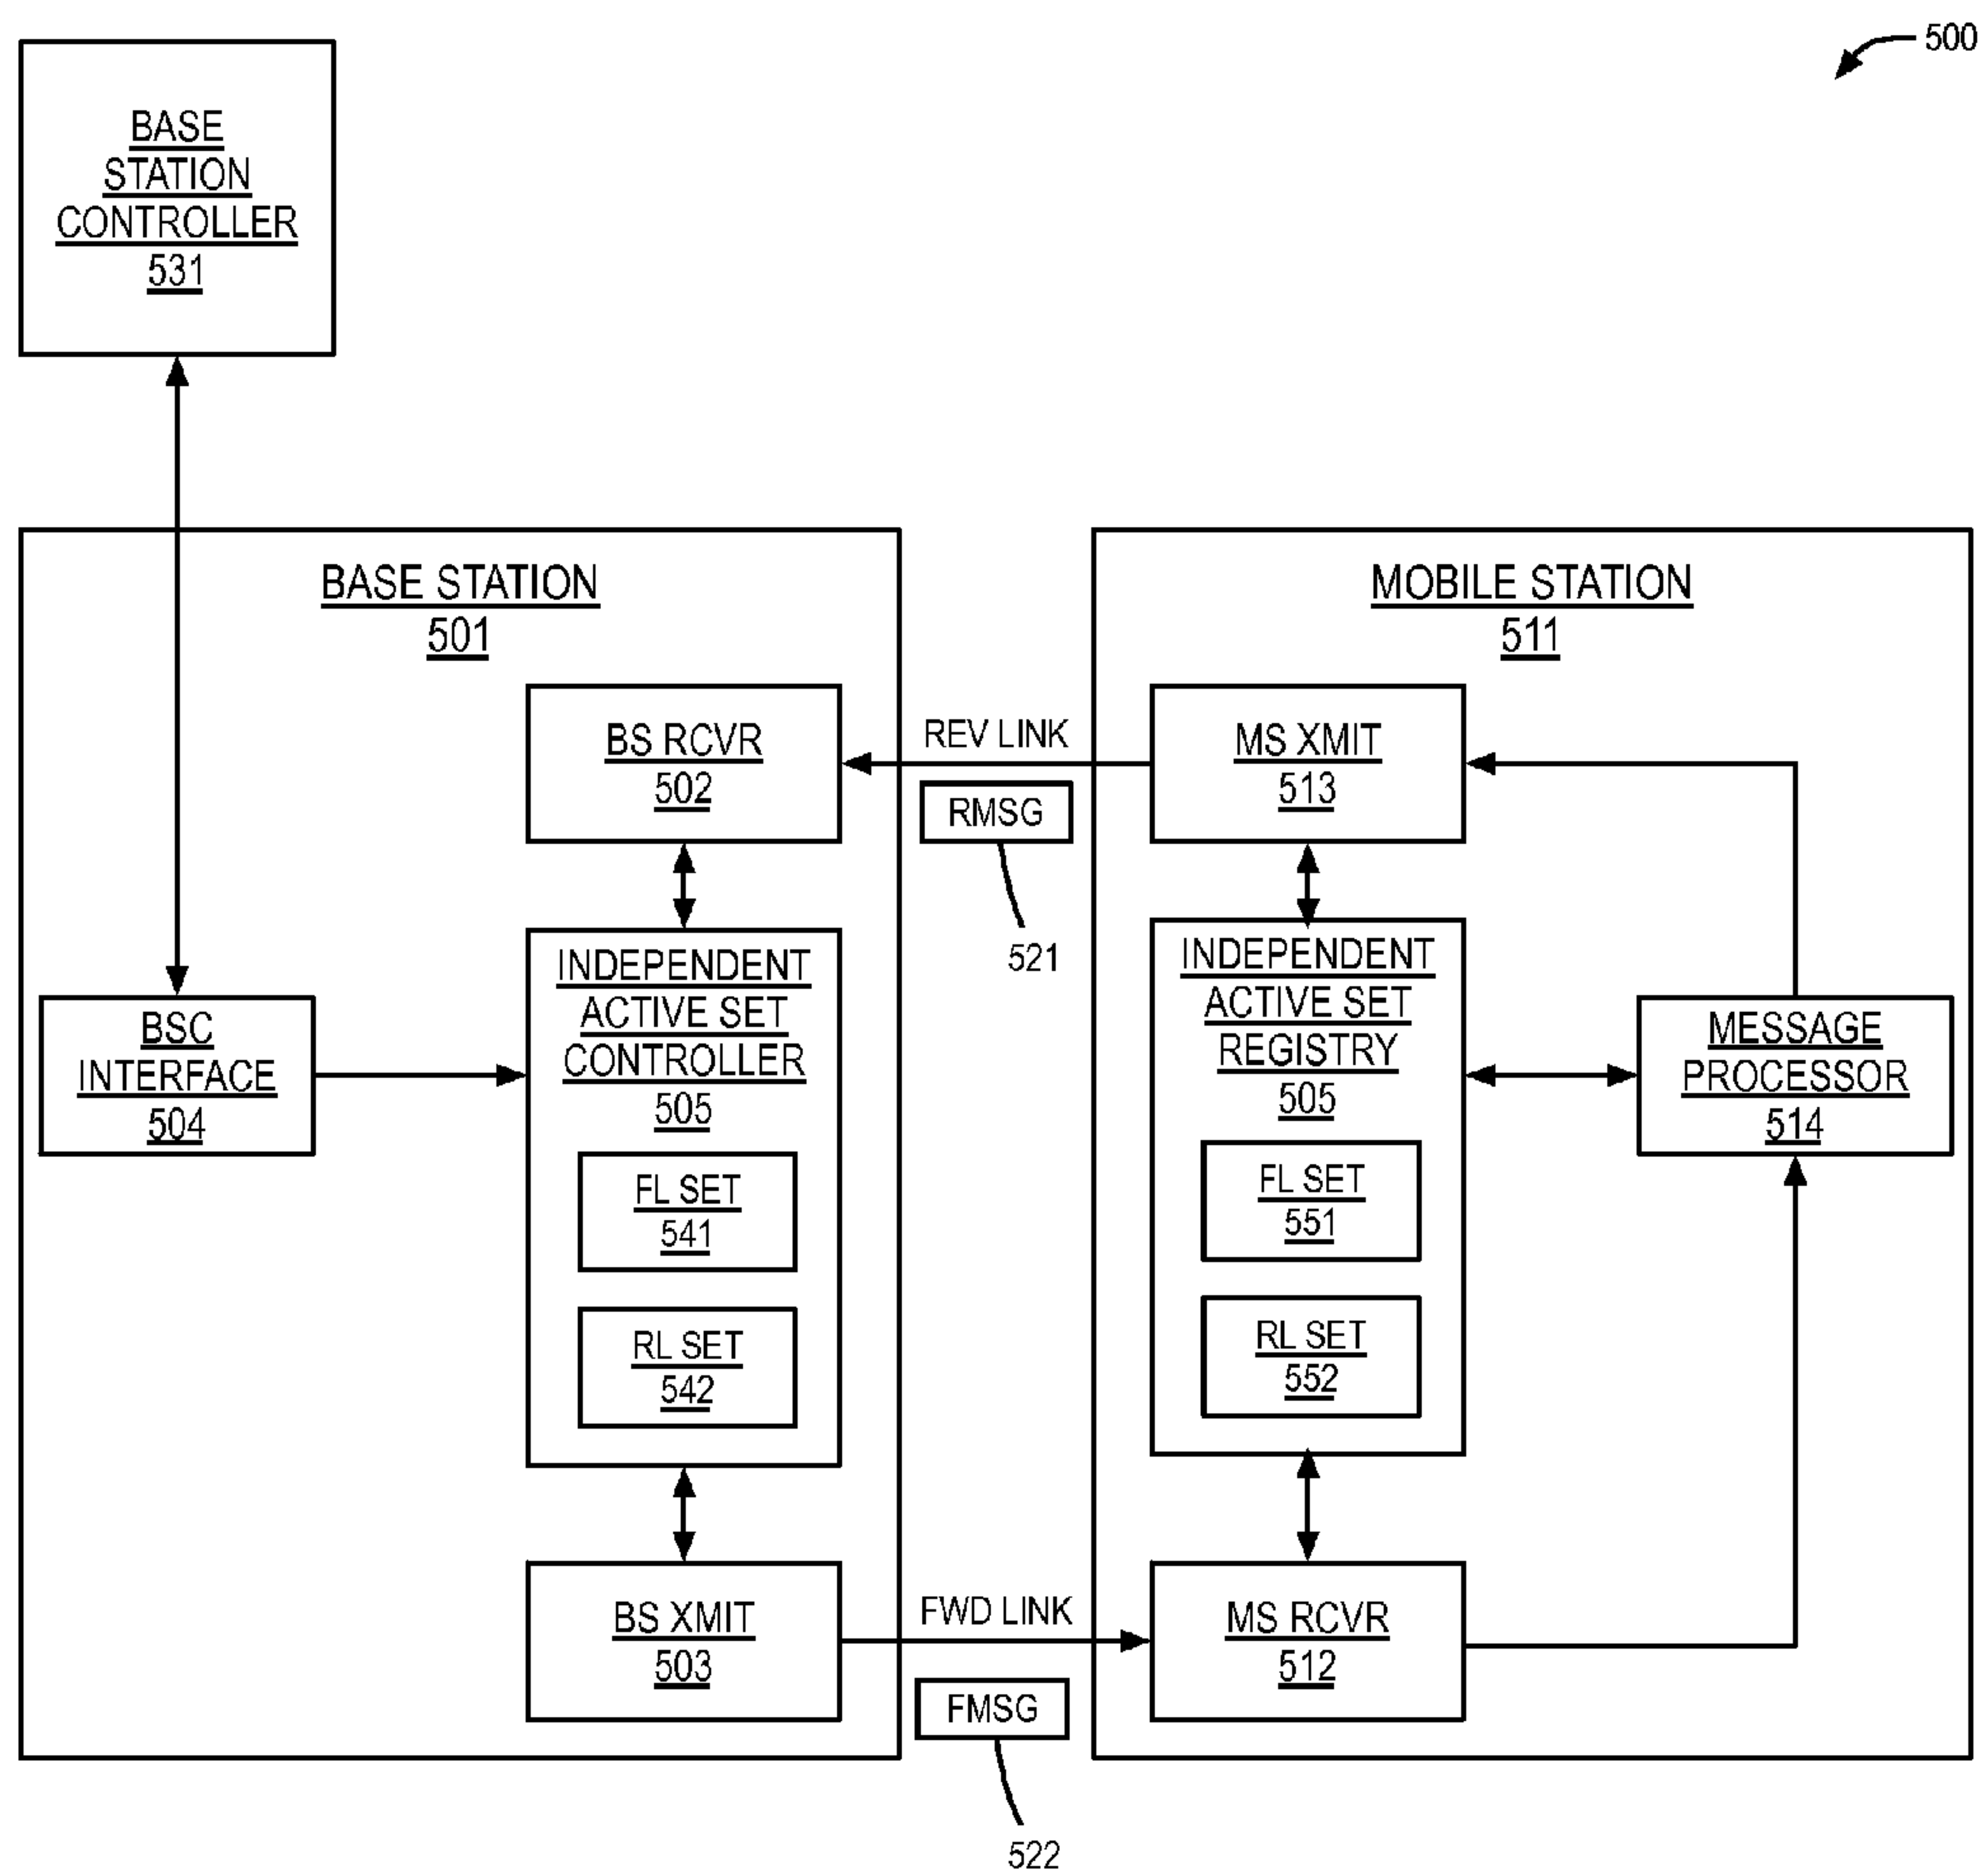 500
BASE
STATION
CONTROLLER
531
BASE STATION
501
MOBILE STATION
511
BS RCVR
502
REV LINK
RMSG
521
MS XMIT
513
BSC
INTERFACE
504
INDEPENDENT
ACTIVE SET
CONTROLLER
505
FL SET
541
RL SET
542
INDEPENDENT
ACTIVE SET
REGISTRY
505
FL SET
551
RL SET
552
MESSAGE
PROCESSOR
514
BS XMIT
503
FWD LINK
FMSG
522
MS RCVR
512